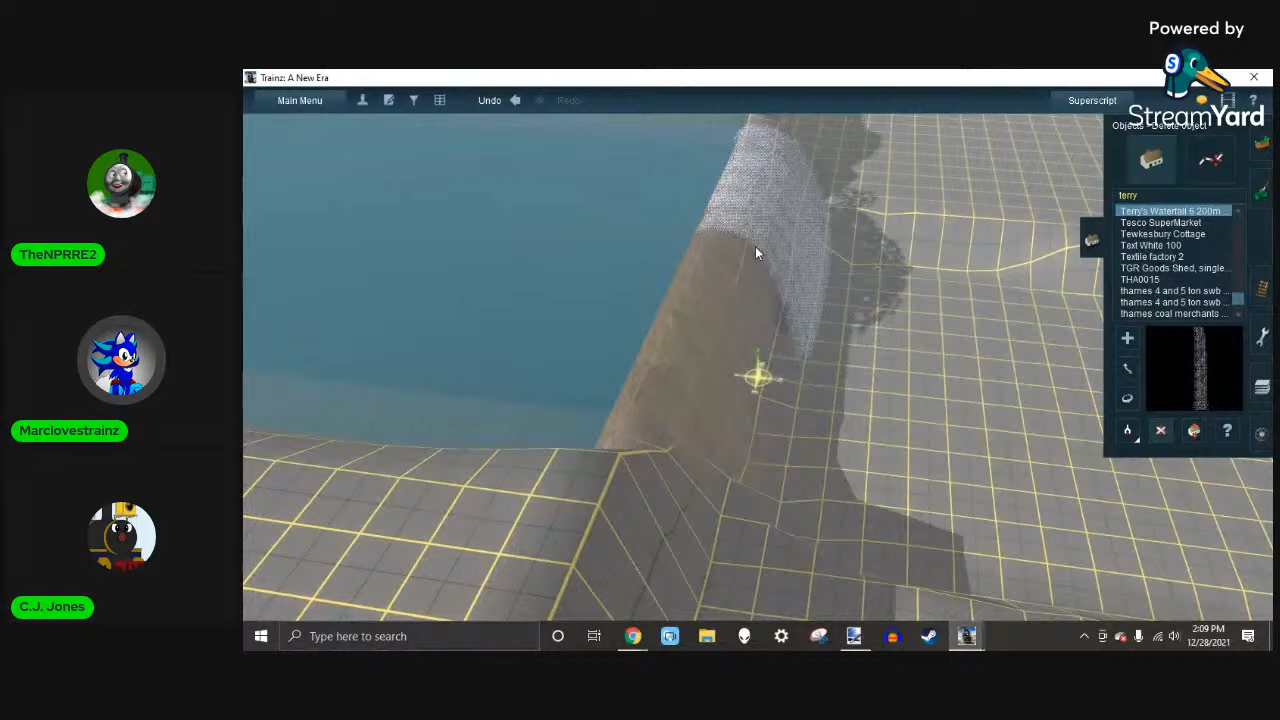 Powered by
StreamYard
Trainz: A New Era
Main Menu
Undo
Redo
Superscript
Objects - Delete object
terry
Terry's Waterfall 6 200m ...
Tesco SuperMarket
Tewkesbury Cottage
Text White 100
Textile factory 2
TGR Goods Shed, single...
THA0015
thames 4 and 5 ton swb ...
thames 4 and 5 ton swb ...
thames coal merchants ...
TheNPRRE2
Marclovestrainz
C.J. Jones
Type here to search
2:09 PM
12/28/2021